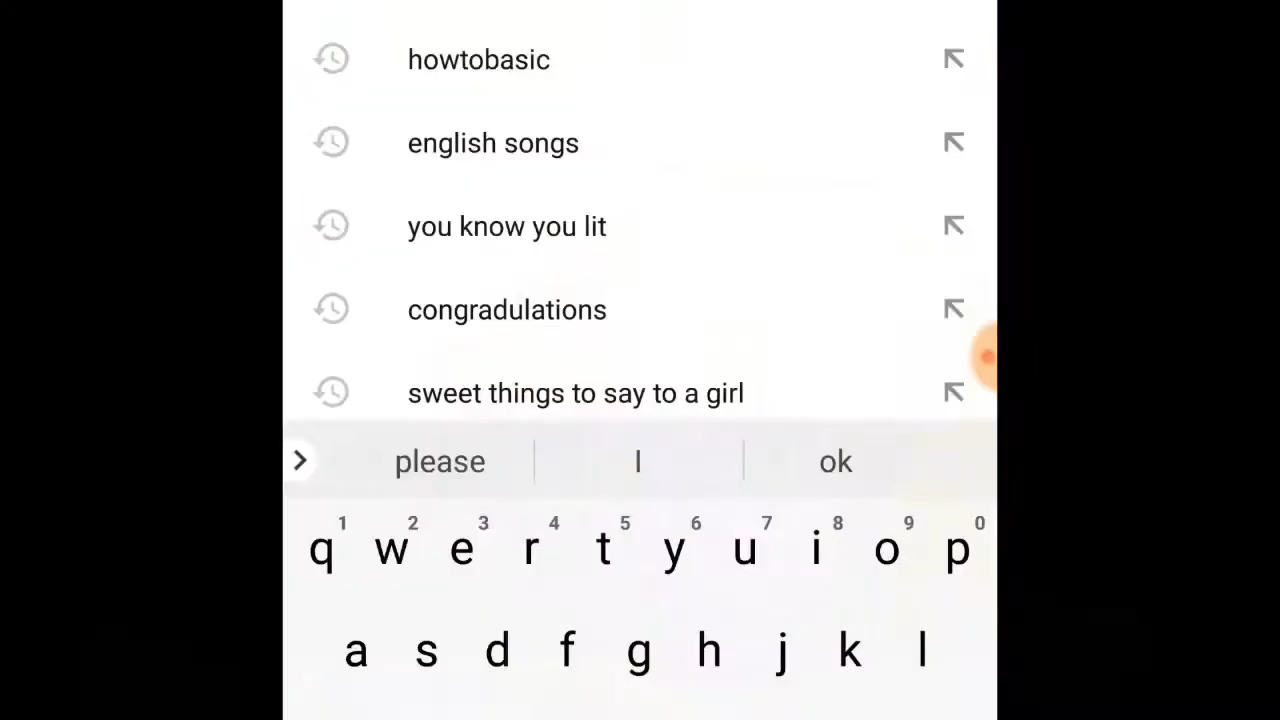 howtobasic
english songs
you know you lit
congradulations
sweet things to say to a girl
please I ok
1 2 3 4 5 6 7 8 9 0
q w e r t y u i o p
a s d f g h j k l